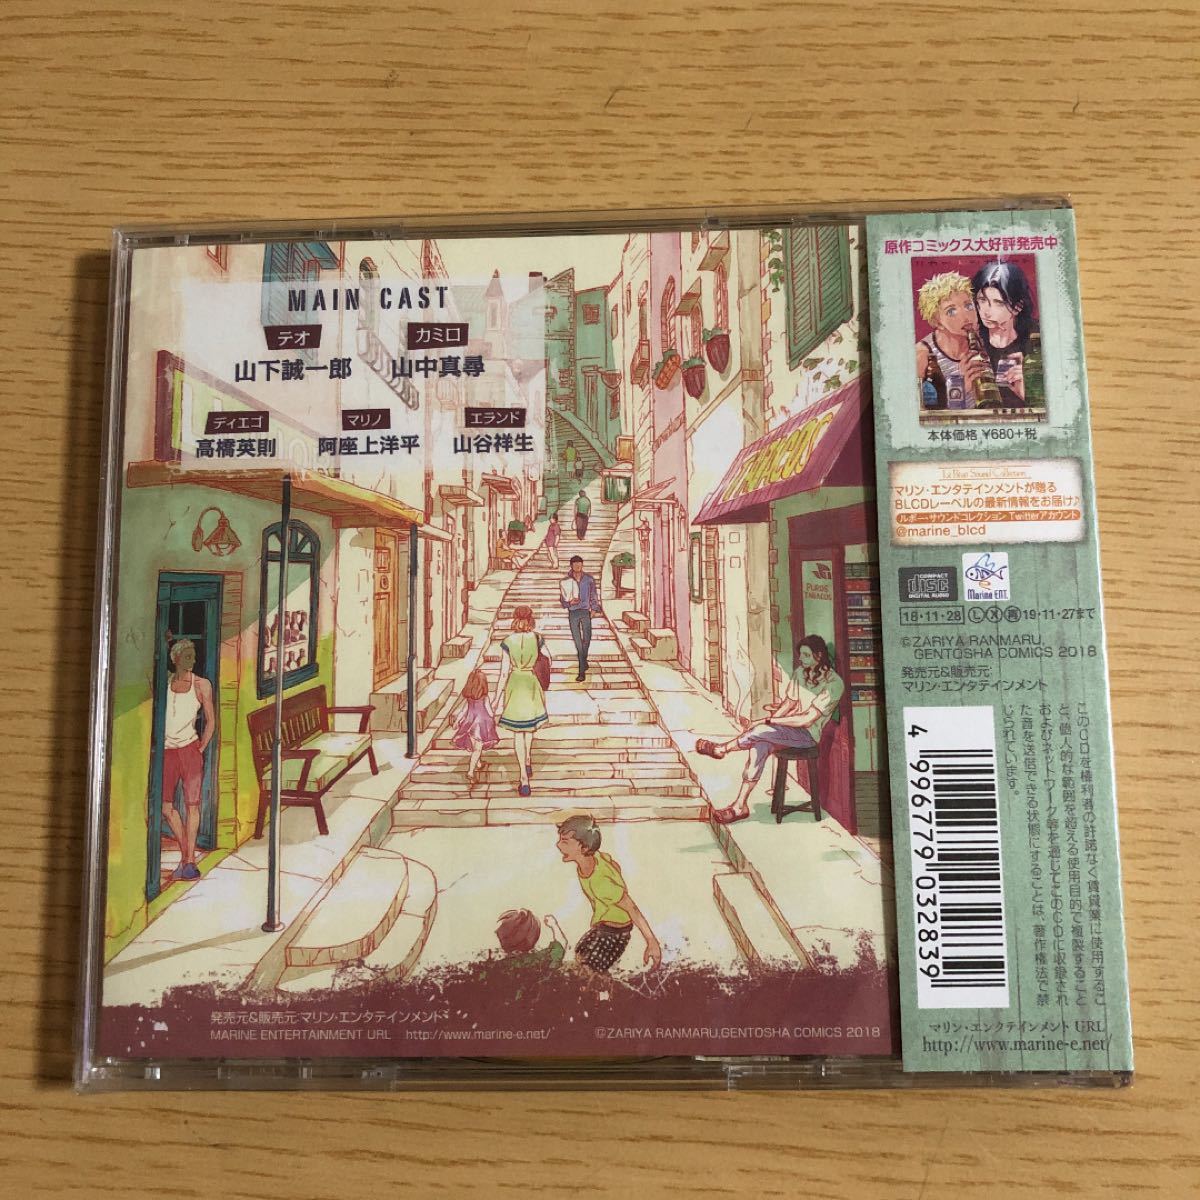 MAIN CAST
テオ
カミロ
山下誠一郎
山中真尋
ディエゴ
マリノ
エランド
高橋英則
阿座上洋平
山谷祥生
TABACOS
PUROS
TABACOS
発売元&販売元:マリン・エンタテインメント
MARINE ENTERTAINMENT URL http://www.marine-e.net/
©ZARIYA RANMARU,GENTOSHA COMICS 2018
原作コミックス大好評発売中
本体価格 ¥680+税
Le Beau Sound Collection
マリン・エンタテインメントが贈る
BLCDレーベルの最新情報をお届け♪
ルボー・サウンドコレクション Twitterアカウント
@marine_blcd
COMPACT
disc
DIGITAL AUDIO
Marine ENT.
18・11・28 Ⓛ Ⓧ 再 19・11・27まで
©ZARIYA RANMARU,
GENTOSHA COMICS 2018
発売元&販売元:
マリン・エンタテインメント
このCDを権利者の許諾なく賃貸業に使用するこ
と、個人的な範囲を超える使用目的で複製すること
およびネットワーク等を通じてこのCDに収録され
た音を送信できる状態にすることは、著作権法で禁
じられています。
4 996779 032839
マリン・エンタテインメント URL
http://www.marine-e.net/